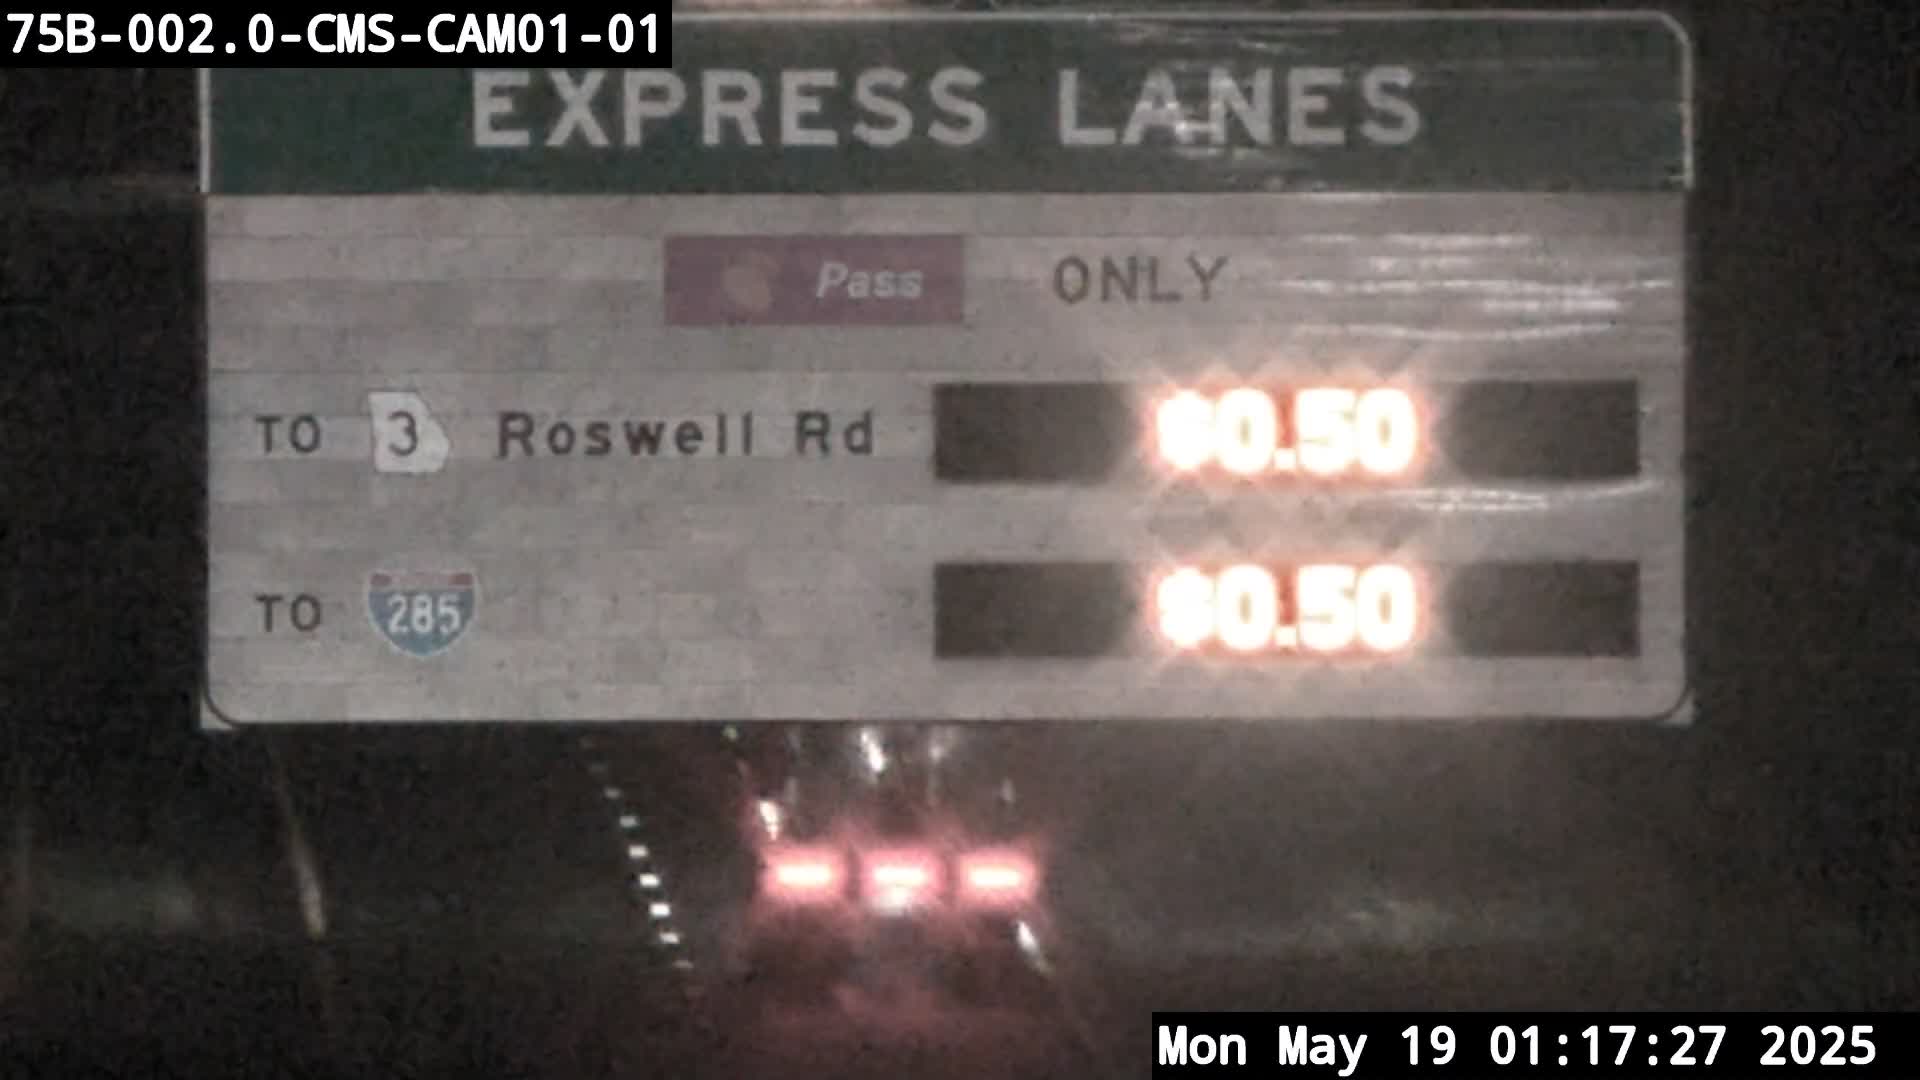 75B-002.0-CMS-CAM01-01
EXPRESS LANES
Pass ONLY
TO 3 Roswell Rd $0.50
TO 285 $0.50
Mon May 19 01:17:27 2025